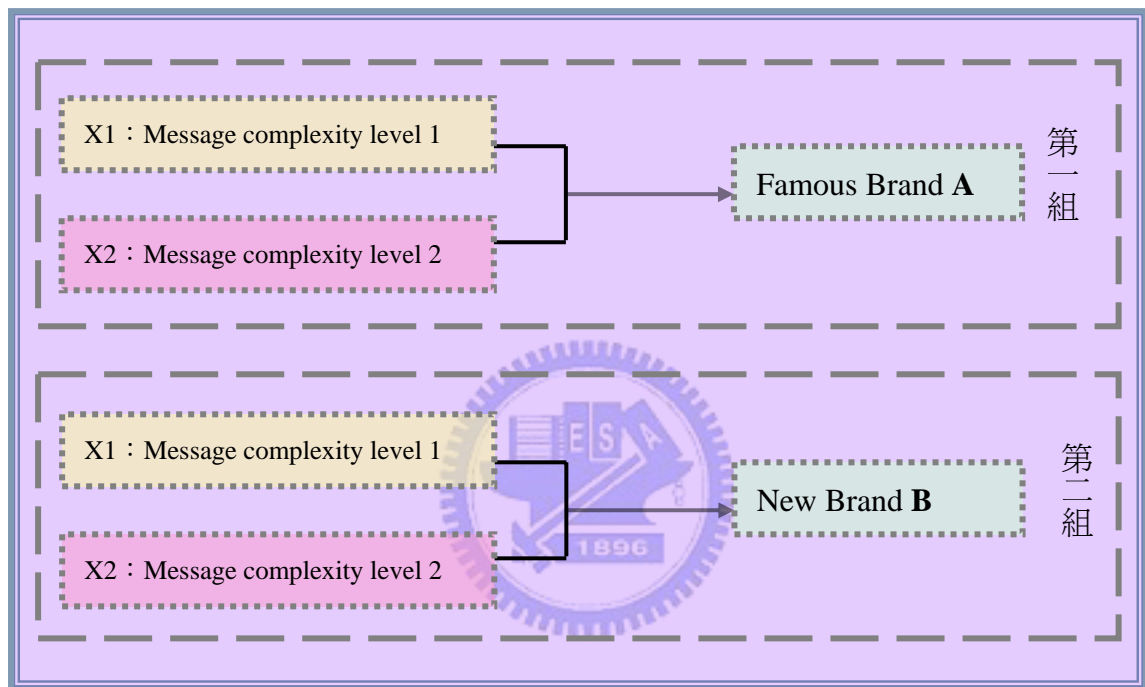 X1：Message complexity level 1
X2：Message complexity level 2
Famous Brand A
第一組
X1：Message complexity level 1
X2：Message complexity level 2
New Brand B
第二組
E S A
1896